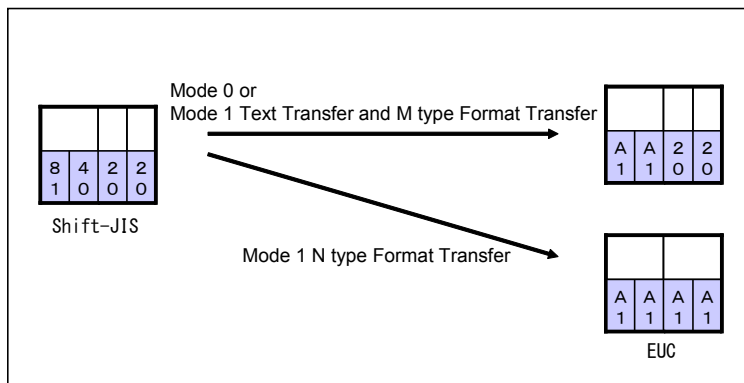 Mode 0 or
Mode 1 Text Transfer and M type Format Transfer
8 4 2 2
1 0 0 0
Shift-JIS
A A 2 2
1 1 0 0
Mode 1 N type Format Transfer
A A A A
1 1 1 1
EUC